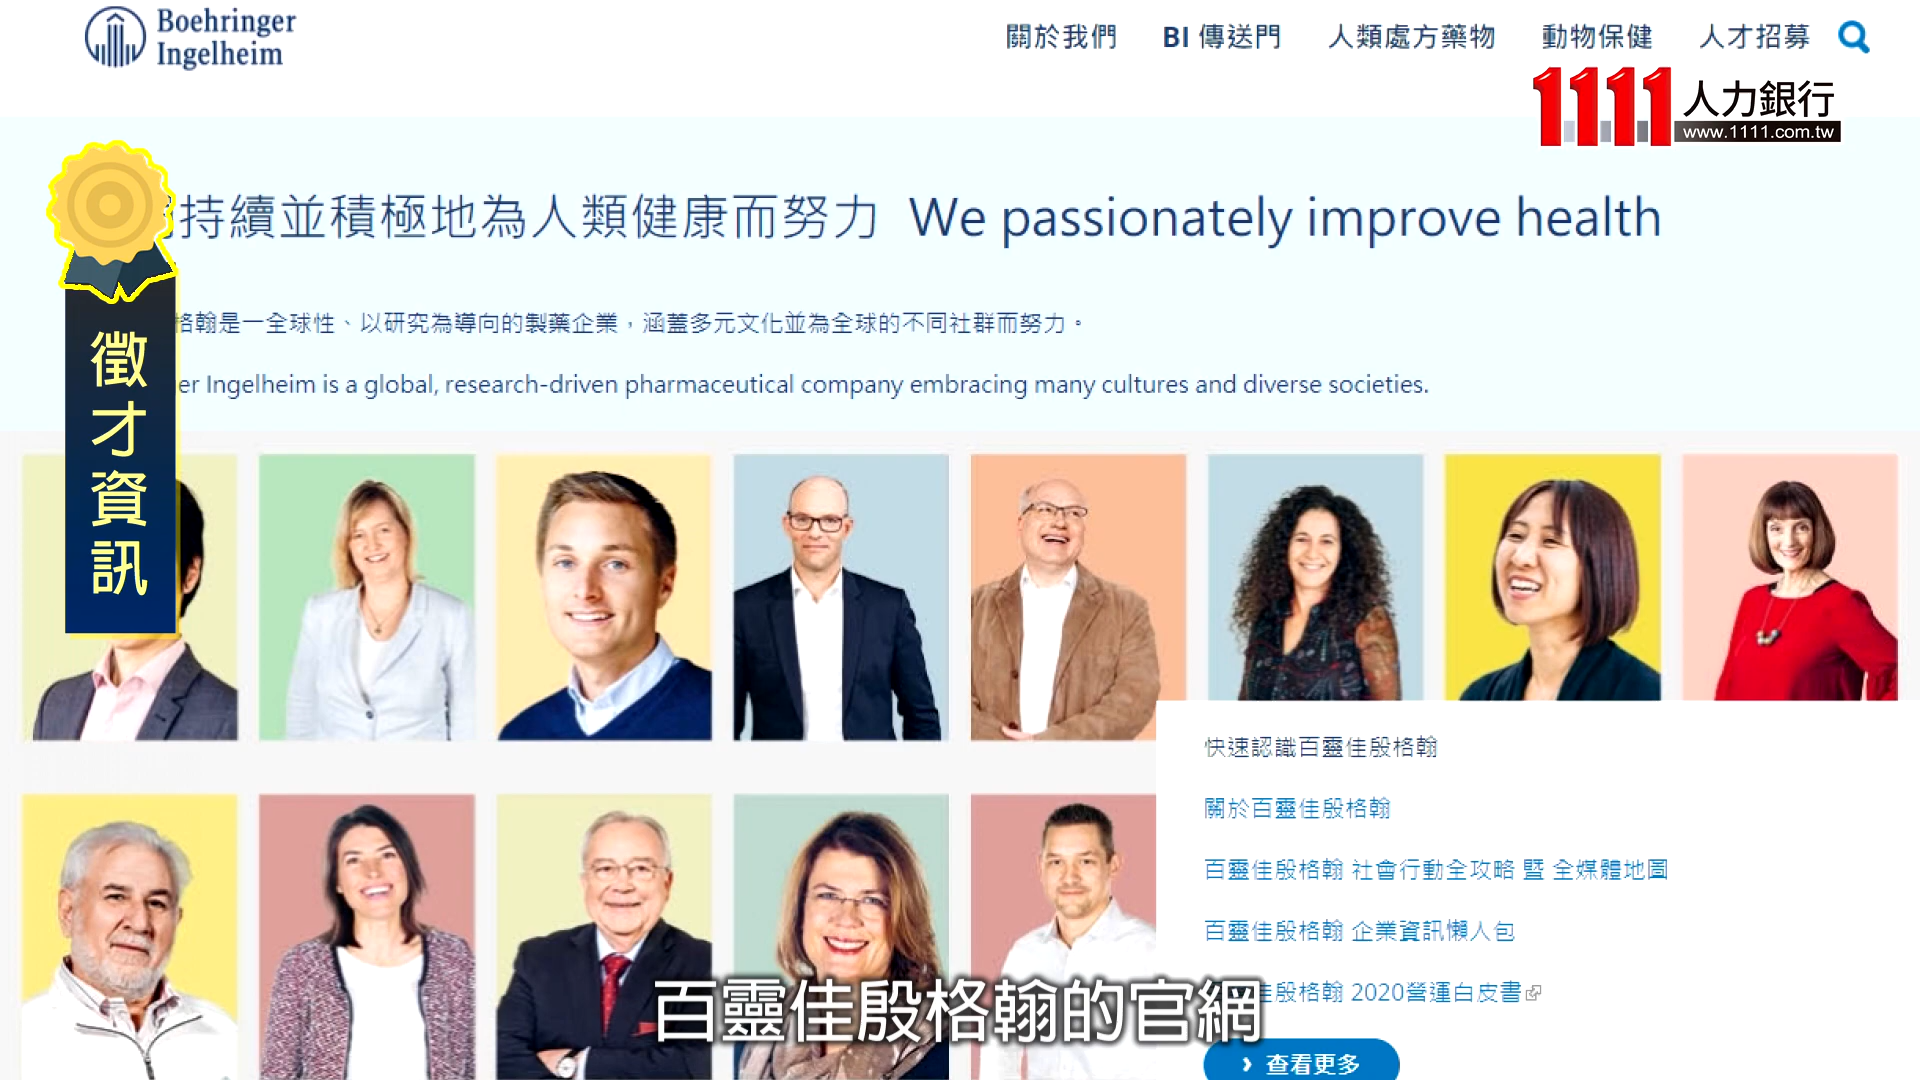 Boehringer
Ingelheim
關於我們 BI 傳送門 人類處方藥物 動物保健 人才招募
1111 人力銀行
www.1111.com.tw
持續並積極地為人類健康而努力 We passionately improve health
格翰是一全球性、以研究為導向的製藥企業，涵蓋多元文化並為全球的不同社群而努力。
er Ingelheim is a global, research-driven pharmaceutical company embracing many cultures and diverse societies.
徵才資訊
快速認識百靈佳殷格翰
關於百靈佳殷格翰
百靈佳殷格翰 社會行動全攻略 暨 全媒體地圖
百靈佳殷格翰 企業資訊懶人包
佳殷格翰 2020營運白皮書
百靈佳殷格翰的官網
查看更多